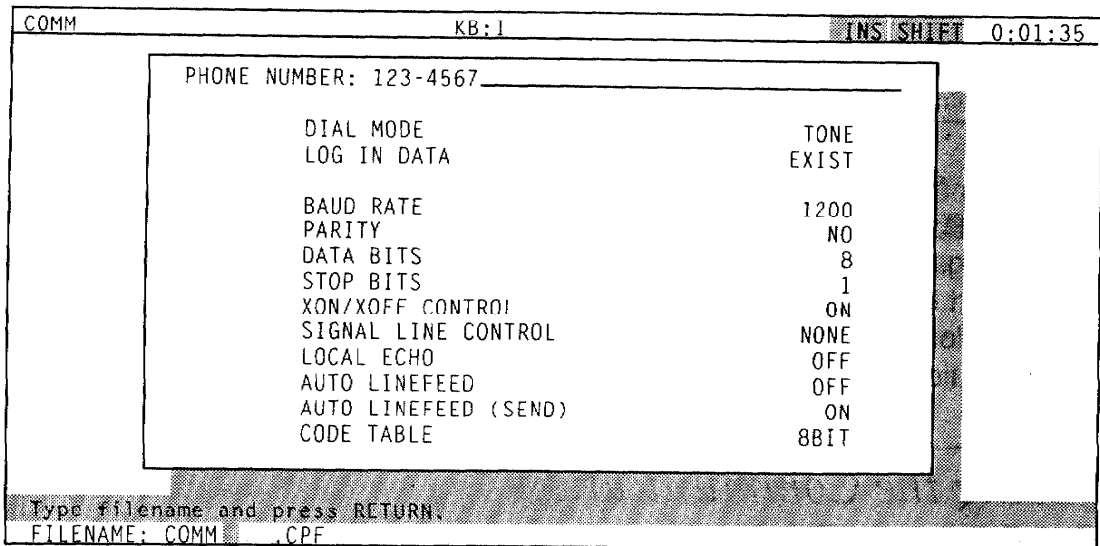 COMM KB:I INS SHIFT 0:01:35
PHONE NUMBER: 123-4567
DIAL MODE TONE
LOG IN DATA EXIST
BAUD RATE 1200
PARITY NO
DATA BITS 8
STOP BITS 1
XON/XOFF CONTROL ON
SIGNAL LINE CONTROL NONE
LOCAL ECHO OFF
AUTO LINEFEED OFF
AUTO LINEFEED (SEND) ON
CODE TABLE 8BIT
Type filename and press RETURN.
FILENAME: COMM .CPF